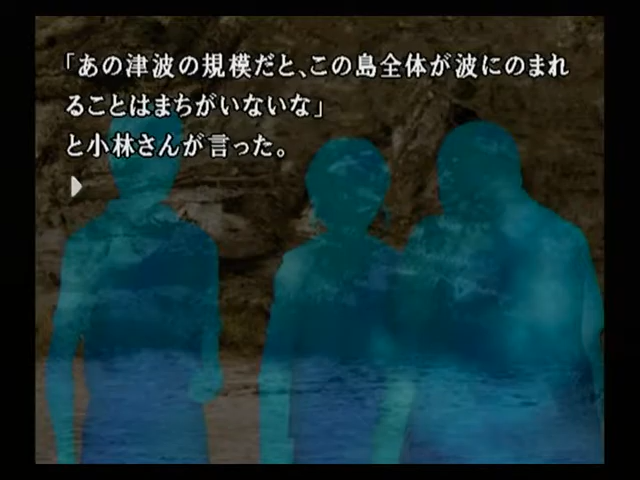 「あの津波の規模だと、この島全体が波にのまれ
ることはまちがいないな」
と小林さんが言った。